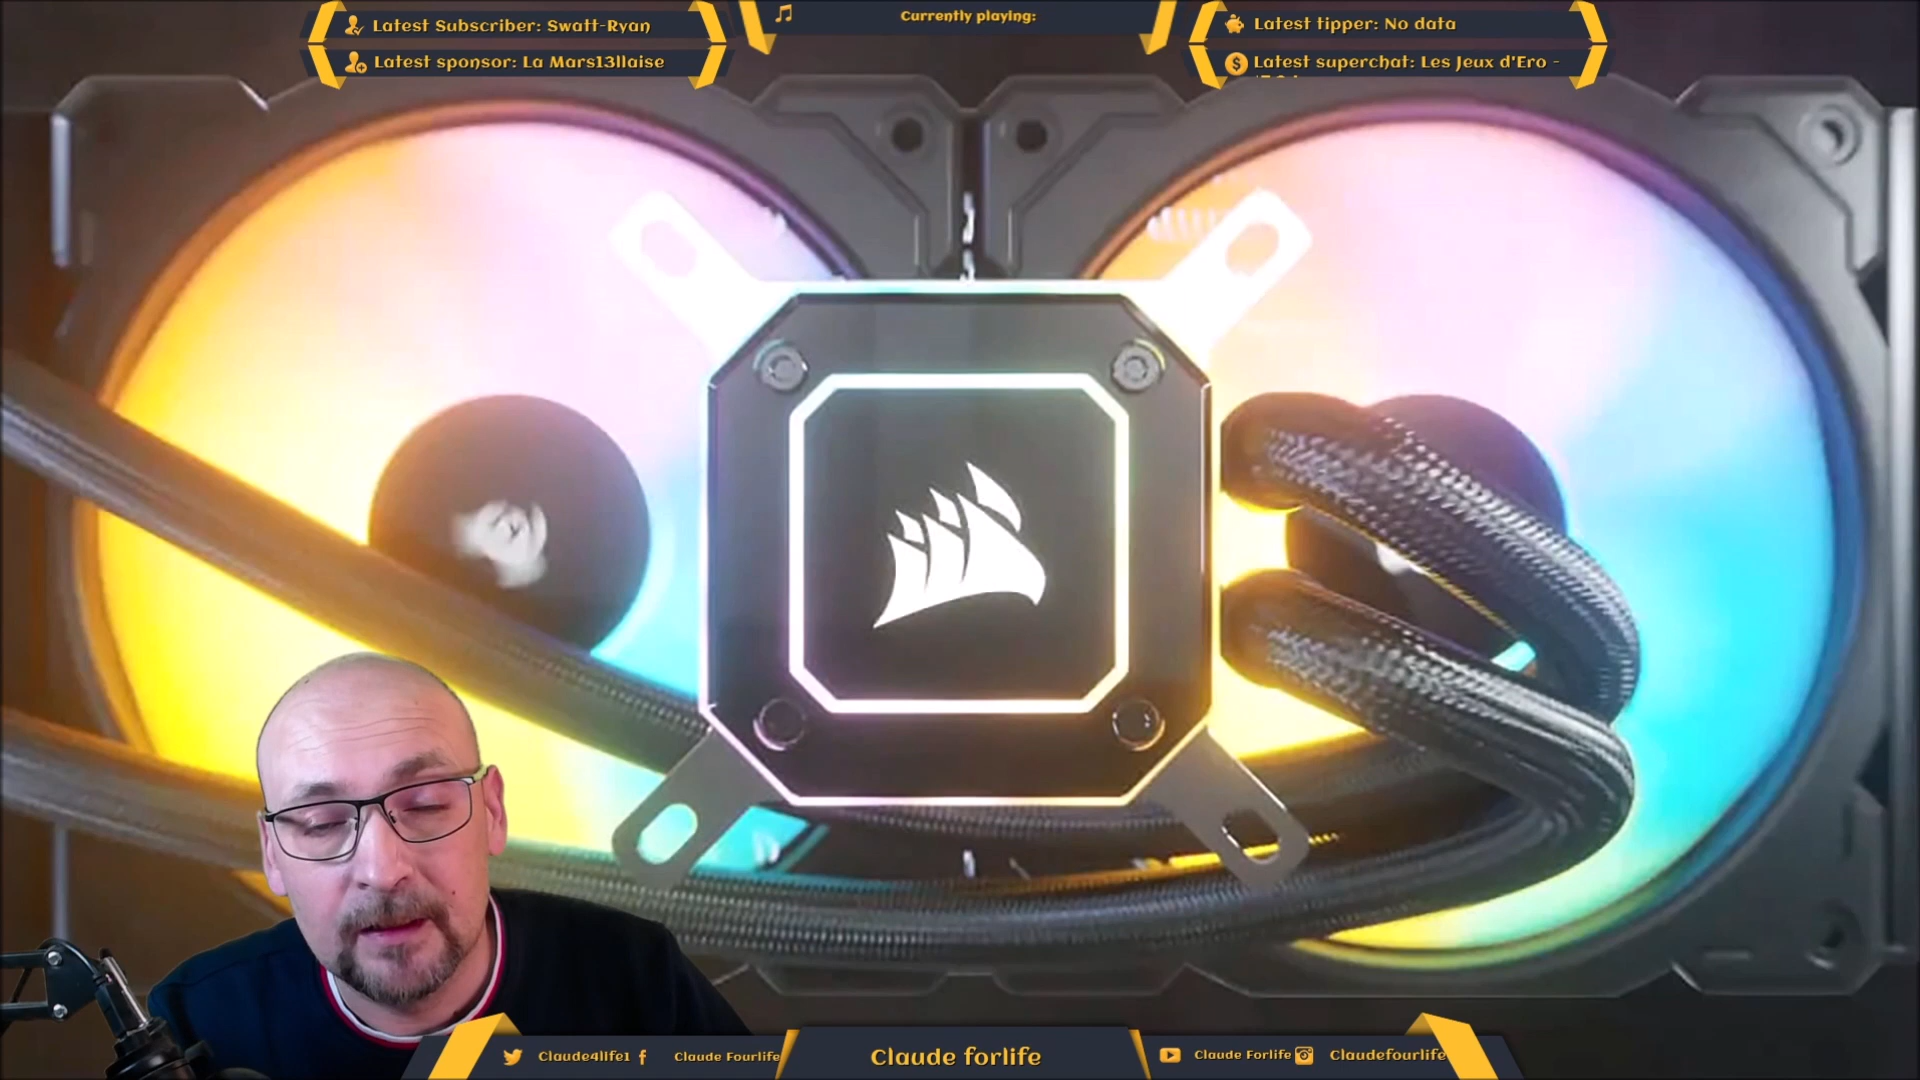 Latest Subscriber: Swatt-Ryan
Latest sponsor: La Mars13llaise
Currently playing:
Latest tipper: No data
Latest superchat: Les Jeux d'Ero -
Claude4life1
Claude Fourlife
Claude forlife
Claude Forlife
Claudefourlife